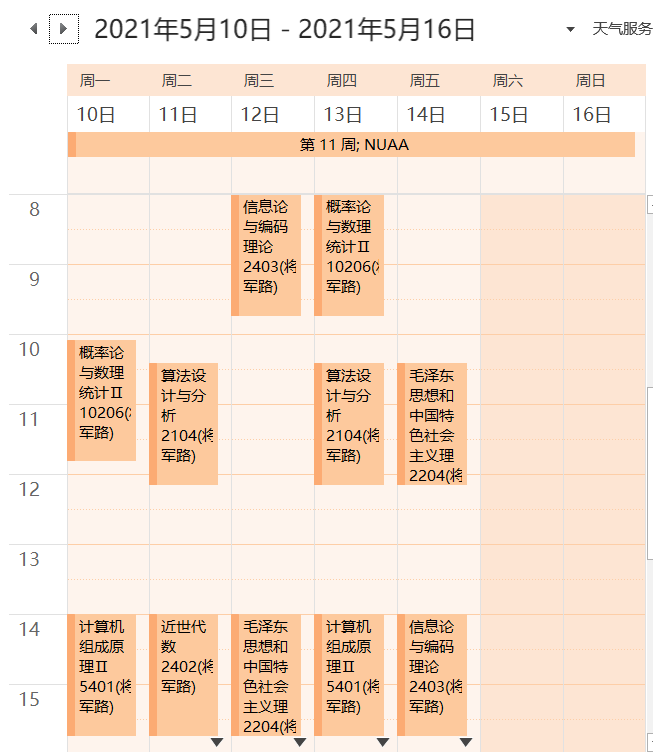 2021年5月10日 - 2021年5月16日
天气服务
周一 周二 周三 周四 周五 周六 周日
10日 11日 12日 13日 14日 15日 16日
第 11 周; NUAA
8
信息论
与编码
理论
2403(将
军路)
概率论
与数理
统计Ⅱ
10206(
军路)
9
10
概率论
与数理
统计Ⅱ
10206(
军路)
算法设
计与分
析
2104(将
军路)
算法设
计与分
析
2104(将
军路)
毛泽东
思想和
中国特
色社会
主义理
2204(将
11
12
13
14
计算机
组成原
理Ⅱ
5401(将
军路)
近世代
数
2402(将
军路)
毛泽东
思想和
中国特
色社会
主义理
2204(将
计算机
组成原
理Ⅱ
5401(将
军路)
信息论
与编码
理论
2403(将
军路)
15